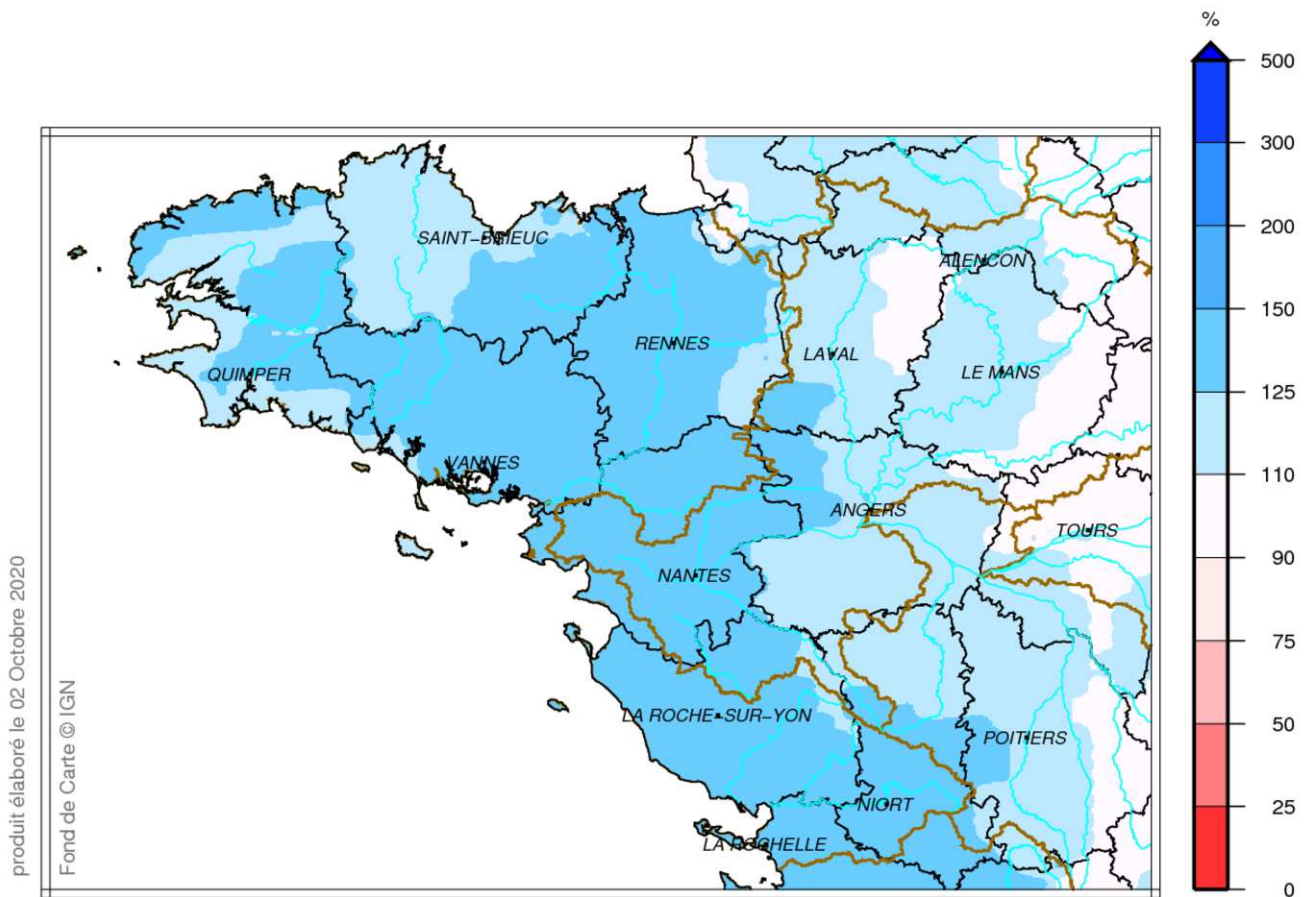 %
500
300
200
150
125
110
90
75
50
25
0
SAINT-BRIEUC
ALENCON
RENNES
LAVAL
LE MANS
QUIMPER
VANNES
ANGERS
TOURS
NANTES
LA ROCHE-SUR-YON
POITIERS
NIORT
LA ROCHELLE
produit élaboré le 02 Octobre 2020
Fond de Carte © IGN